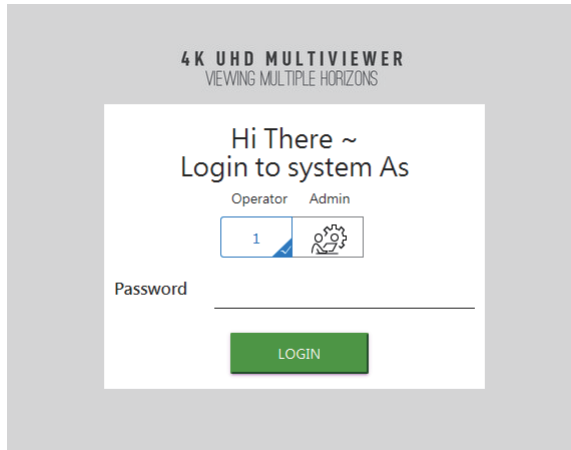 4K UHD MULTIVIEWER
VIEWING MULTIPLE HORIZONS
Hi There ~
Login to system As
Operator Admin
1
Password
LOGIN